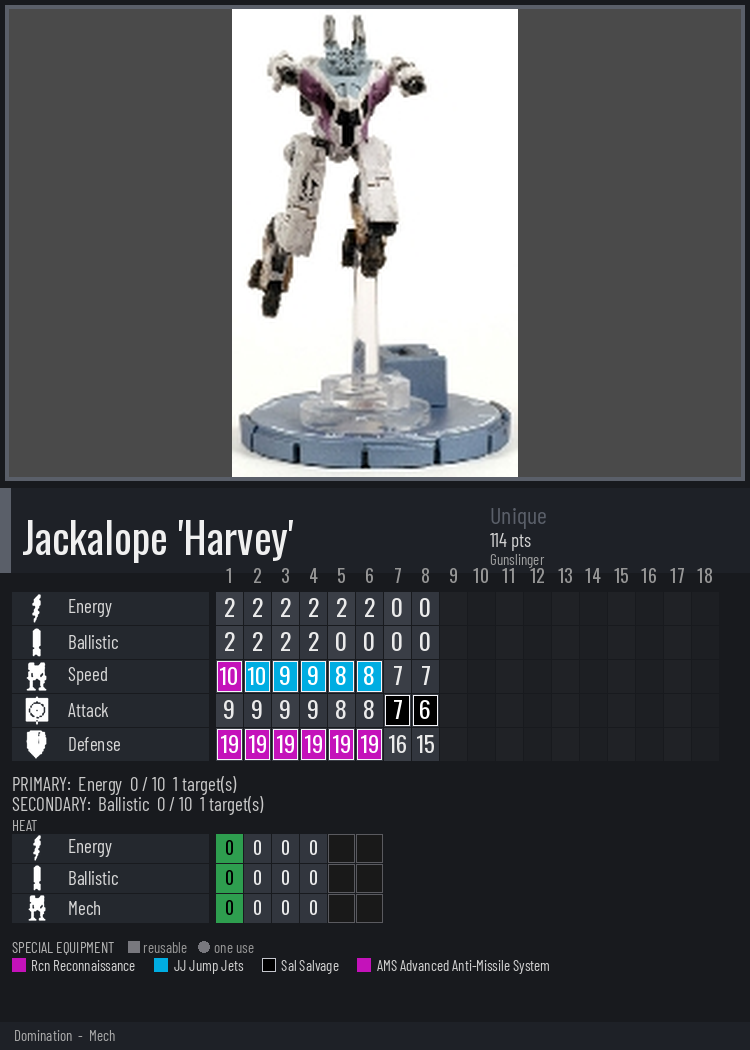 Jackalope 'Harvey'
Unique
114 pts
Gunslinger
1 2 3 4 5 6 7 8 9 10 11 12 13 14 15 16 17 18
Energy 2 2 2 2 2 2 0 0
Ballistic 2 2 2 2 0 0 0 0
Speed 10 10 9 9 8 8 7 7
Attack 9 9 9 9 8 8 7 6
Defense 19 19 19 19 19 19 16 15
PRIMARY: Energy 0 / 10 1 target(s)
SECONDARY: Ballistic 0 / 10 1 target(s)
HEAT
Energy 0 0 0 0
Ballistic 0 0 0 0
Mech 0 0 0 0
SPECIAL EQUIPMENT reusable one use
Rcn Reconnaissance JJ Jump Jets Sal Salvage AMS Advanced Anti-Missile System
Domination - Mech